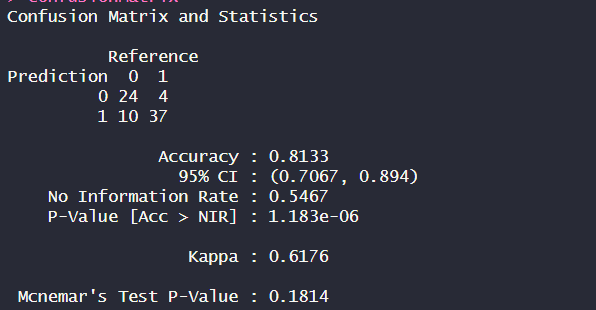 > ConfusionMatrix
Confusion Matrix and Statistics
Reference
Prediction 0 1
0 24 4
1 10 37
Accuracy : 0.8133
95% CI : (0.7067, 0.894)
No Information Rate : 0.5467
P-Value [Acc > NIR] : 1.183e-06
Kappa : 0.6176
Mcnemar's Test P-Value : 0.1814